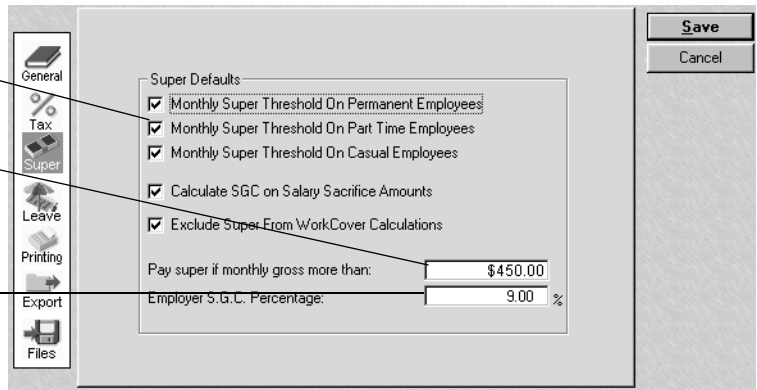 Save
Cancel
General
Tax
Super
Leave
Printing
Export
Files
Super Defaults
Monthly Super Threshold On Permanent Employees
Monthly Super Threshold On Part Time Employees
Monthly Super Threshold On Casual Employees
Calculate SGC on Salary Sacrifice Amounts
Exclude Super From WorkCover Calculations
Pay super if monthly gross more than: $450.00
Employer S.G.C. Percentage: 9.00 %